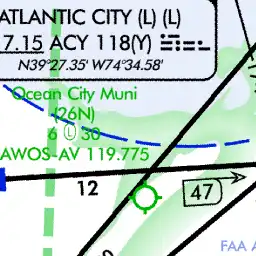 ATLANTIC CITY (L) (L)
7.15 ACY 118(Y)
N39°27.35' W74°34.58'
Ocean City Muni
(26N)
6 L 30
AWOS-AV 119.775
12
47
FAA